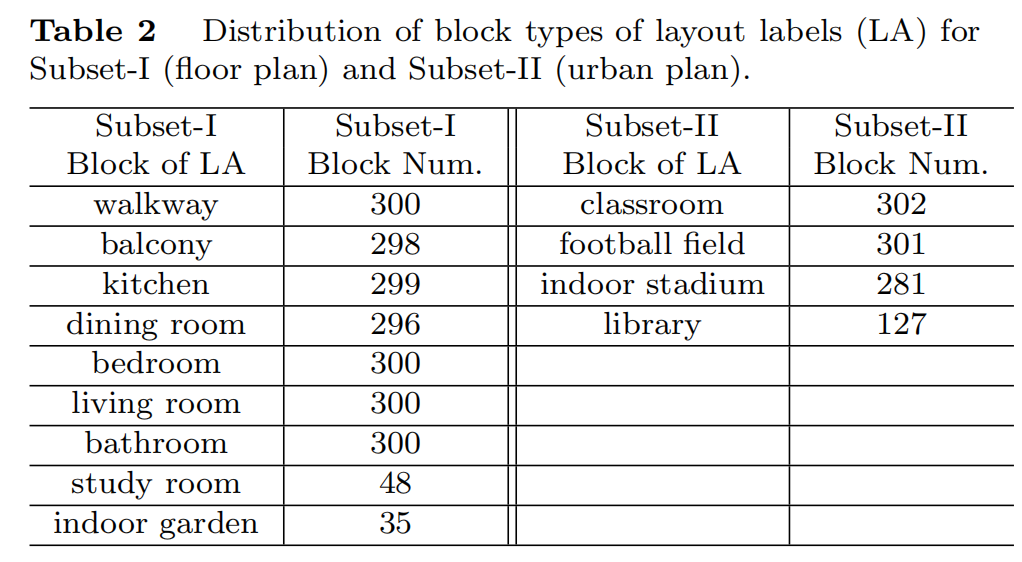 Table 2 Distribution of block types of layout labels (LA) for
Subset-I (floor plan) and Subset-II (urban plan).
Subset-I Subset-I Subset-II Subset-II
Block of LA Block Num. Block of LA Block Num.
walkway 300 classroom 302
balcony 298 football field 301
kitchen 299 indoor stadium 281
dining room 296 library 127
bedroom 300
living room 300
bathroom 300
study room 48
indoor garden 35